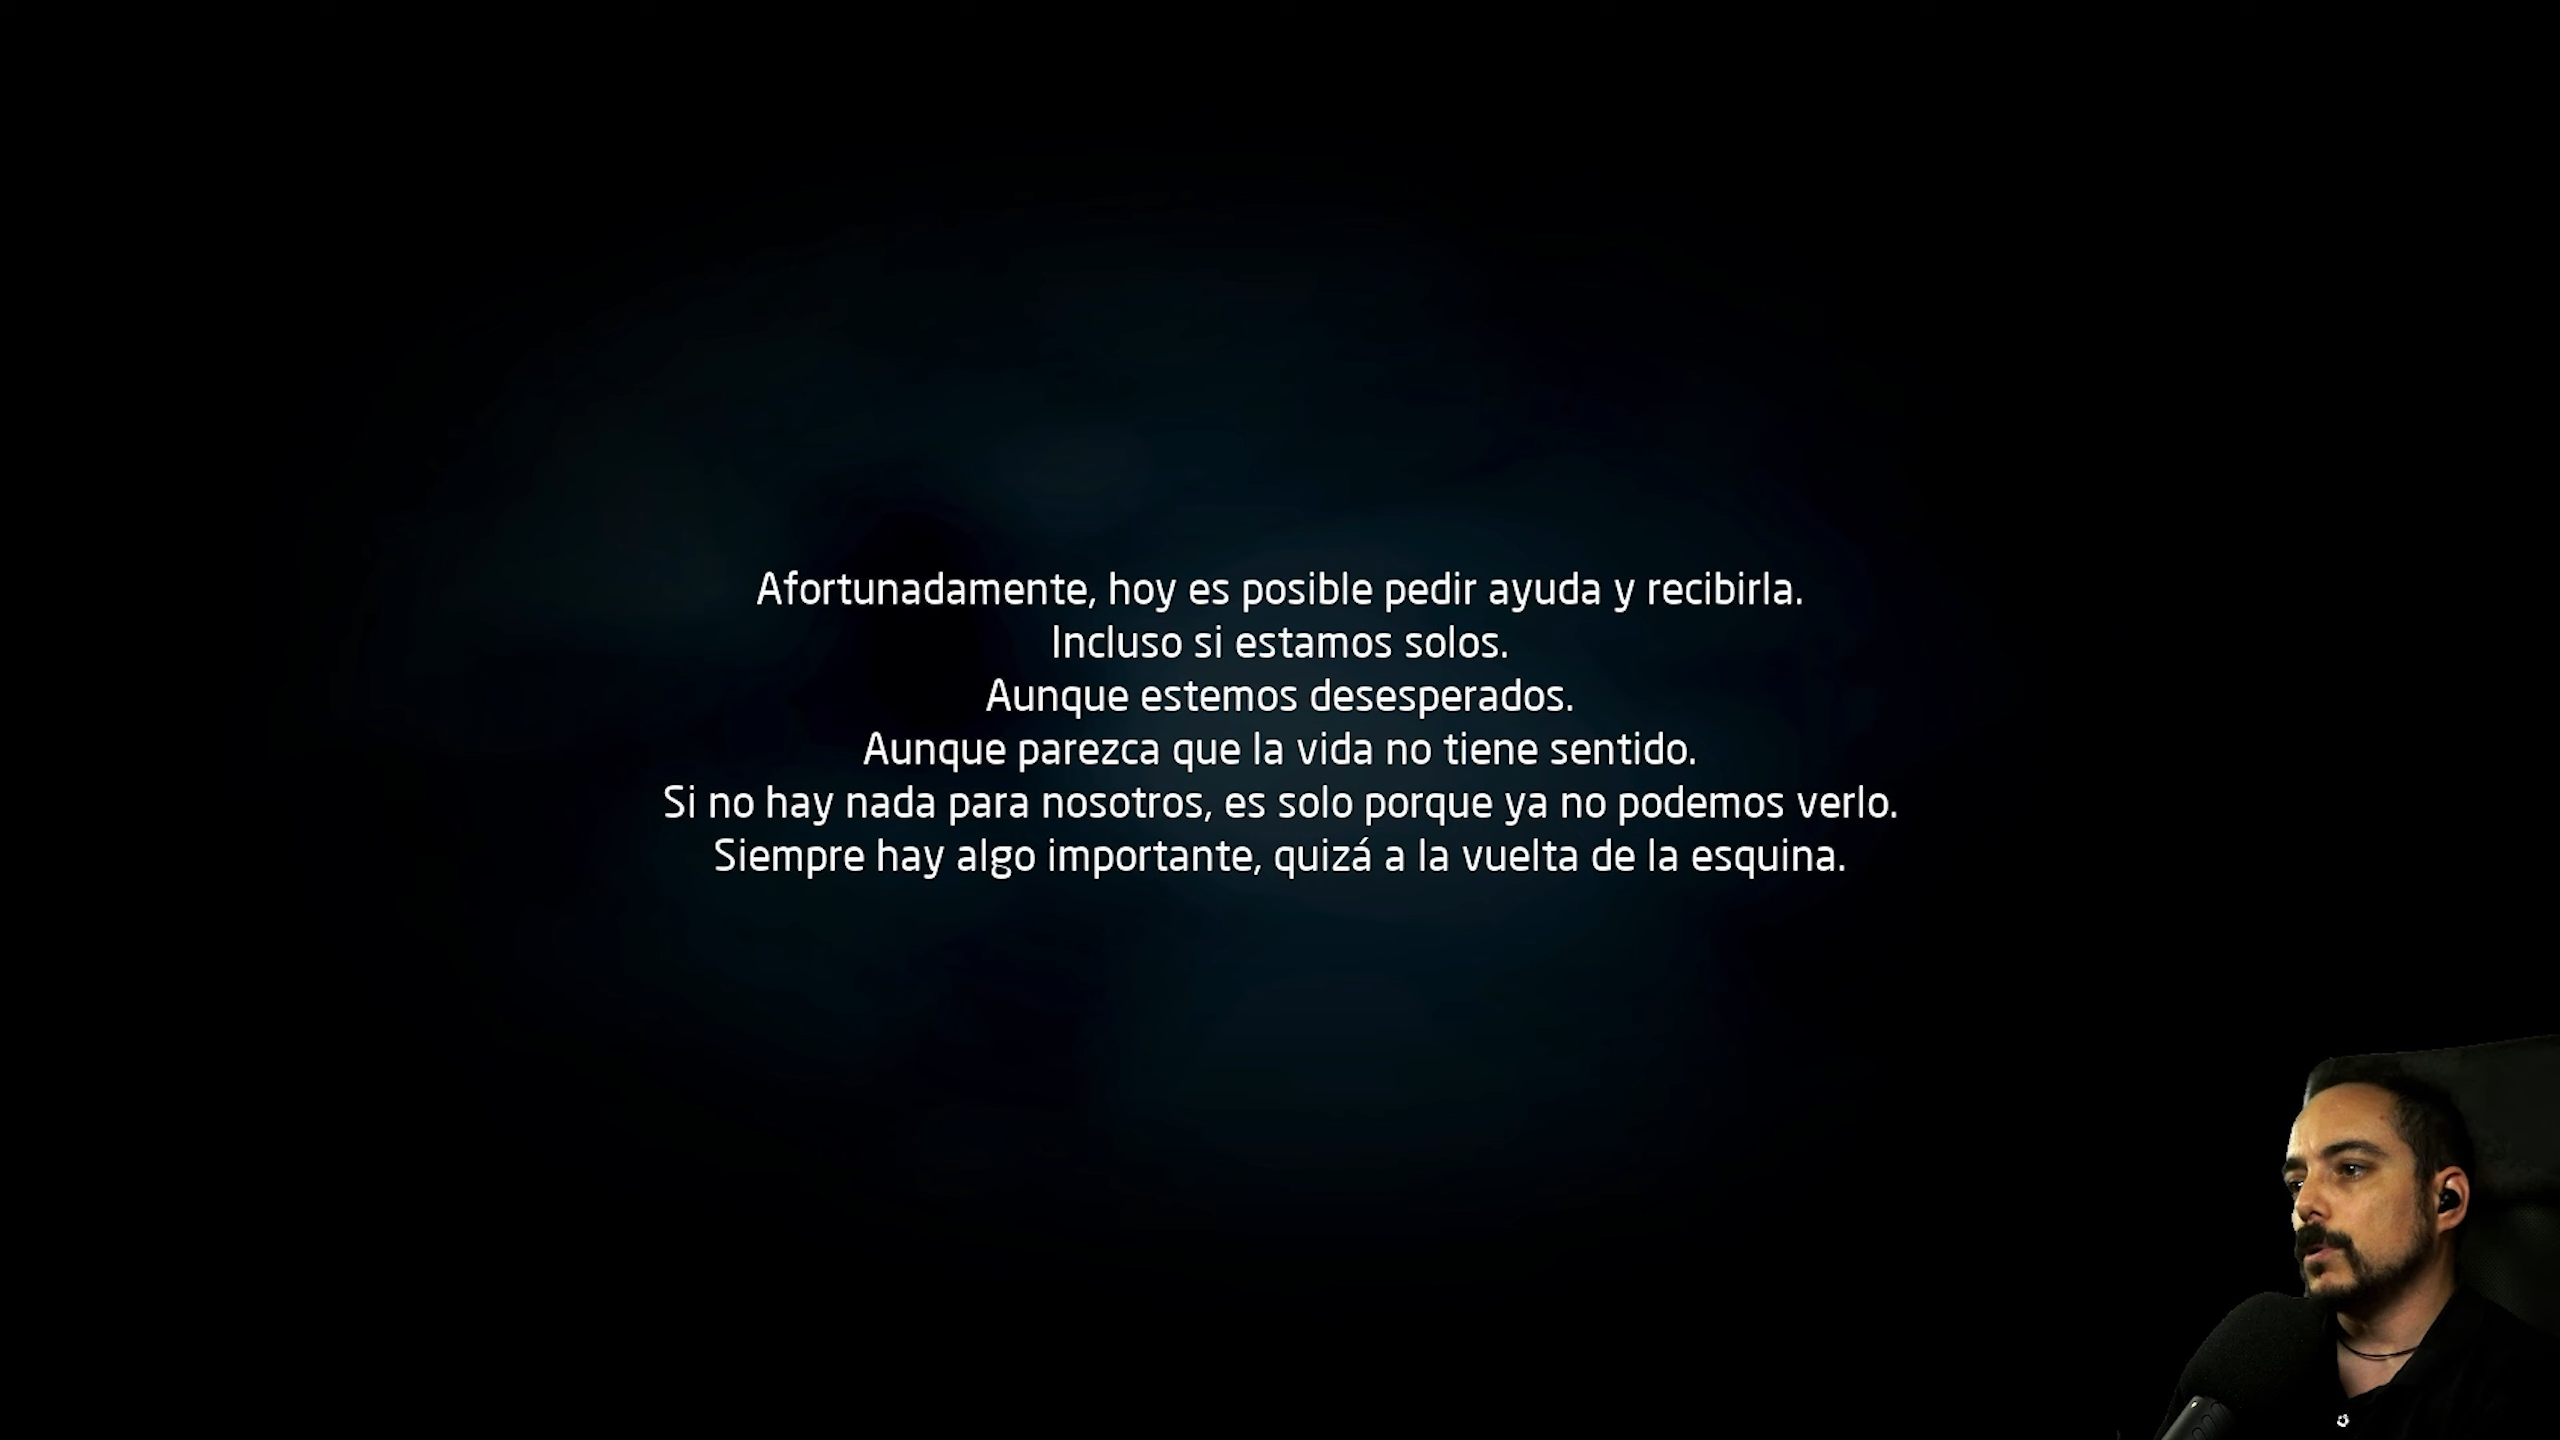 Afortunadamente, hoy es posible pedir ayuda y recibirla.
Incluso si estamos solos.
Aunque estemos desesperados.
Aunque parezca que la vida no tiene sentido.
Si no hay nada para nosotros, es solo porque ya no podemos verlo.
Siempre hay algo importante, quizá a la vuelta de la esquina.